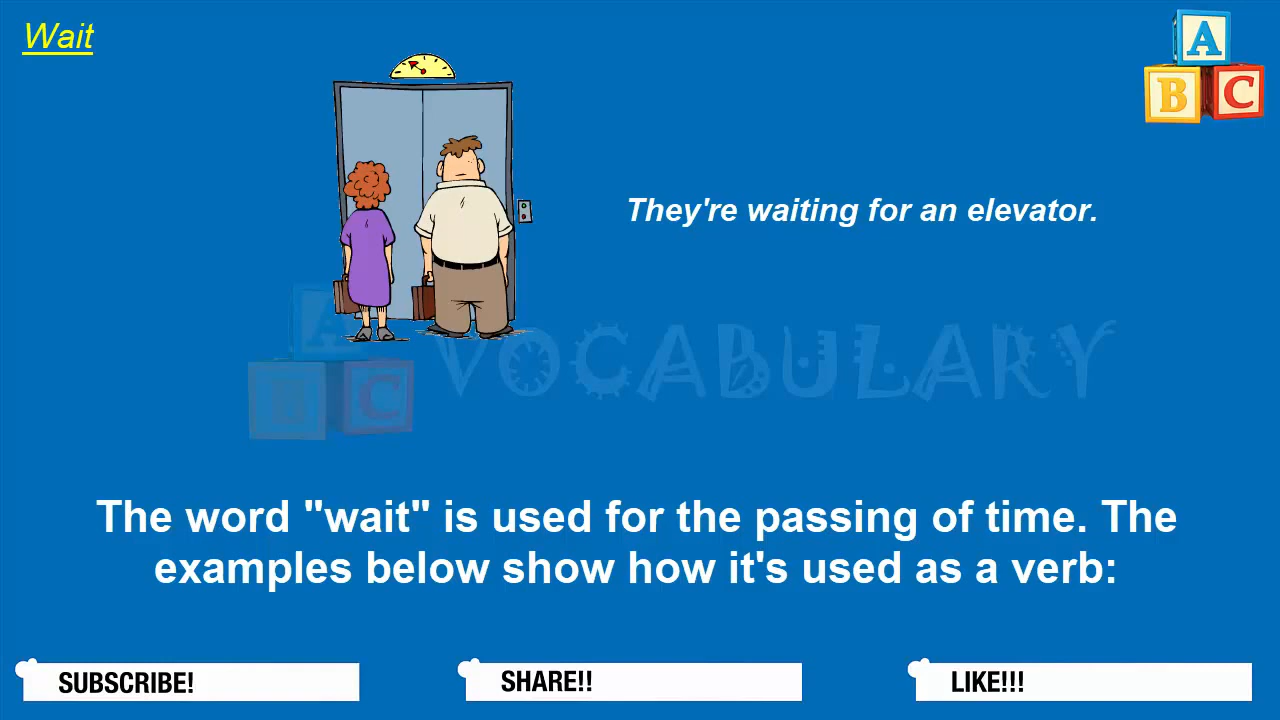 Wait
A
B C
They're waiting for an elevator.
A
B C
VOCABULARY
The word "wait" is used for the passing of time. The
examples below show how it's used as a verb:
SUBSCRIBE! SHARE!! LIKE!!!